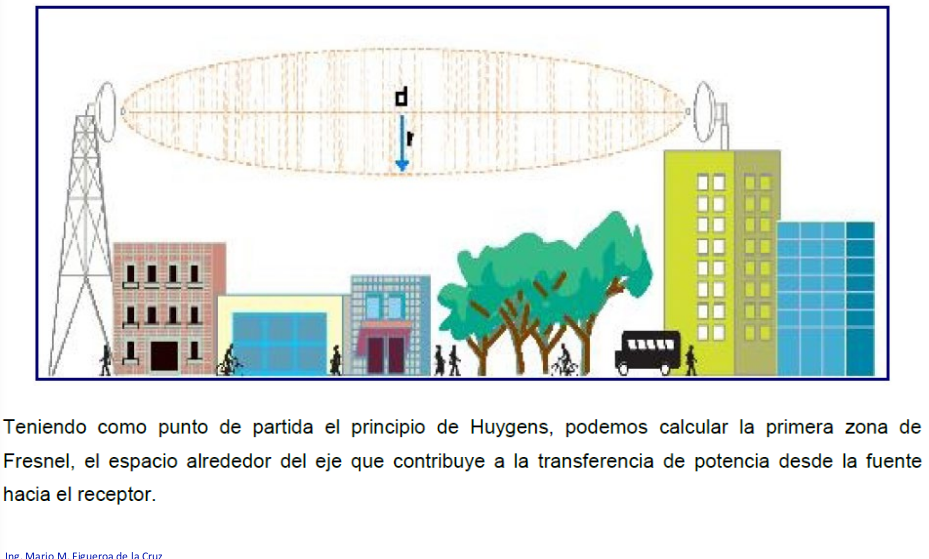 d
r
Teniendo como punto de partida el principio de Huygens, podemos calcular la primera zona de
Fresnel, el espacio alrededor del eje que contribuye a la transferencia de potencia desde la fuente
hacia el receptor.
Ing. Mario M. Figueroa de la Cruz